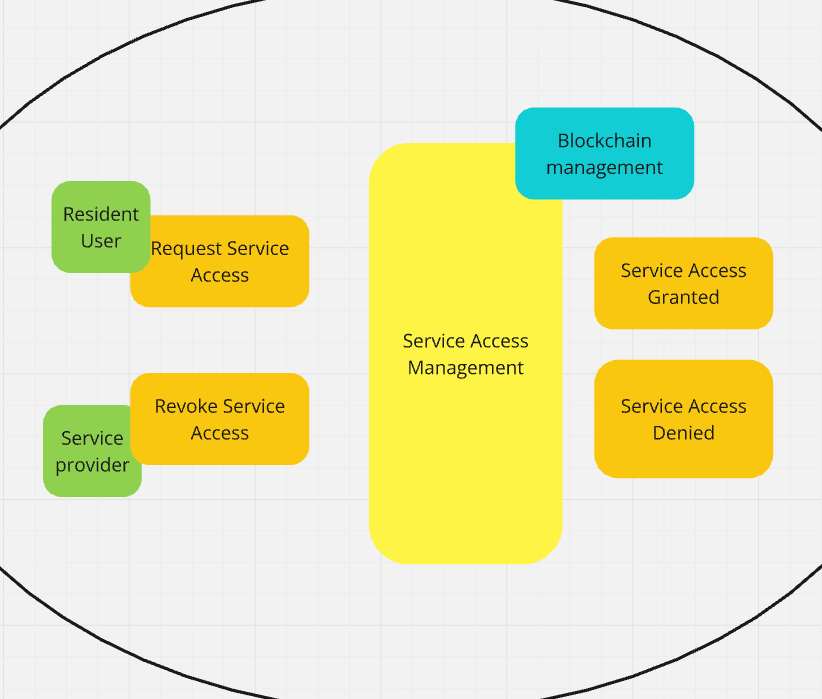 Blockchain
management
Resident
User
Request Service
Access
Service Access
Granted
Service Access
Management
Revoke Service
Access
Service Access
Denied
Service
provider